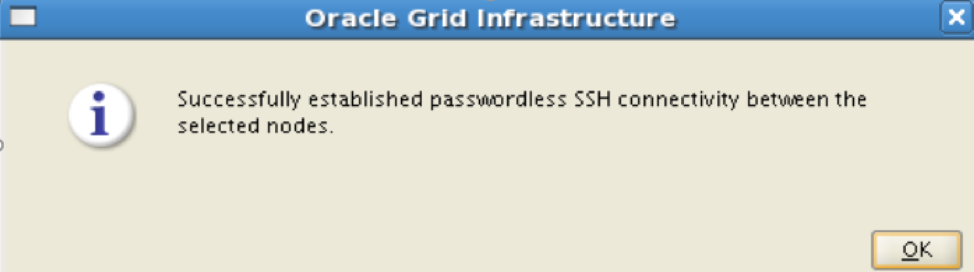 Oracle Grid Infrastructure
Successfully established passwordless SSH connectivity between the
selected nodes.
OK